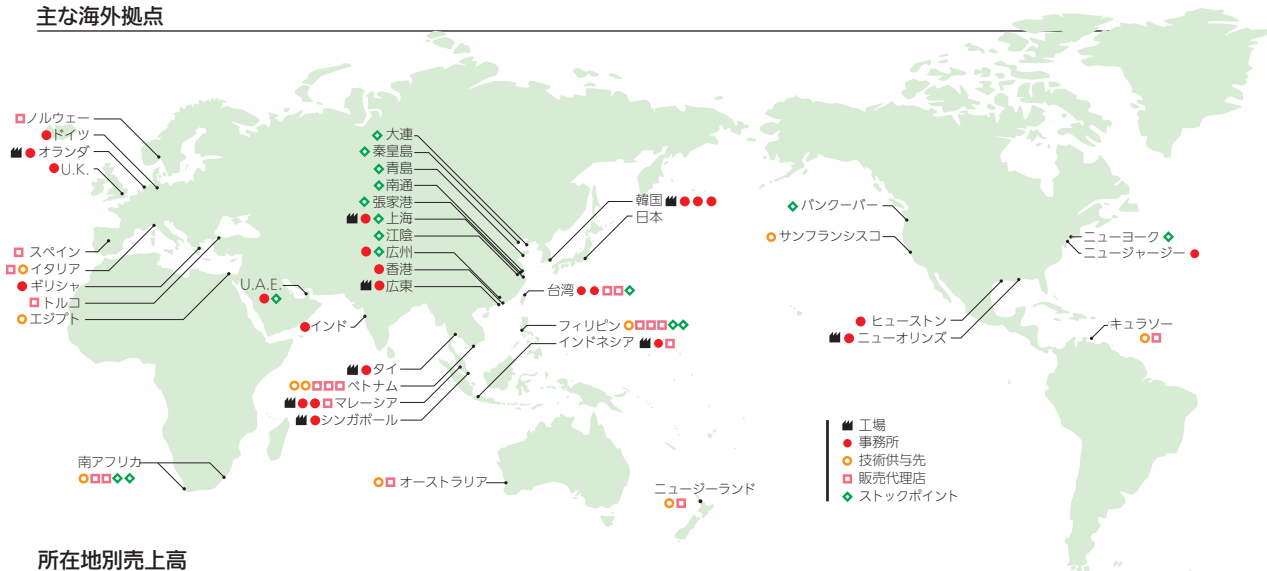 主な海外拠点
ノルウェー
ドイツ
オランダ
U.K.
スペイン
イタリア
ギリシャ
トルコ
エジプト
U.A.E.
インド
大連
秦皇島
青島
南通
張家港
上海
江陰
広州
香港
広東
韓国
日本
台湾
フィリピン
インドネシア
タイ
ベトナム
マレーシア
シンガポール
南アフリカ
オーストラリア
ニュージーランド
バンクーバー
サンフランシスコ
ニューヨーク
ニュージャージー
ヒューストン
ニューオリンズ
キュラソー
工場
事務所
技術供与先
販売代理店
ストックポイント
所在地別売上高